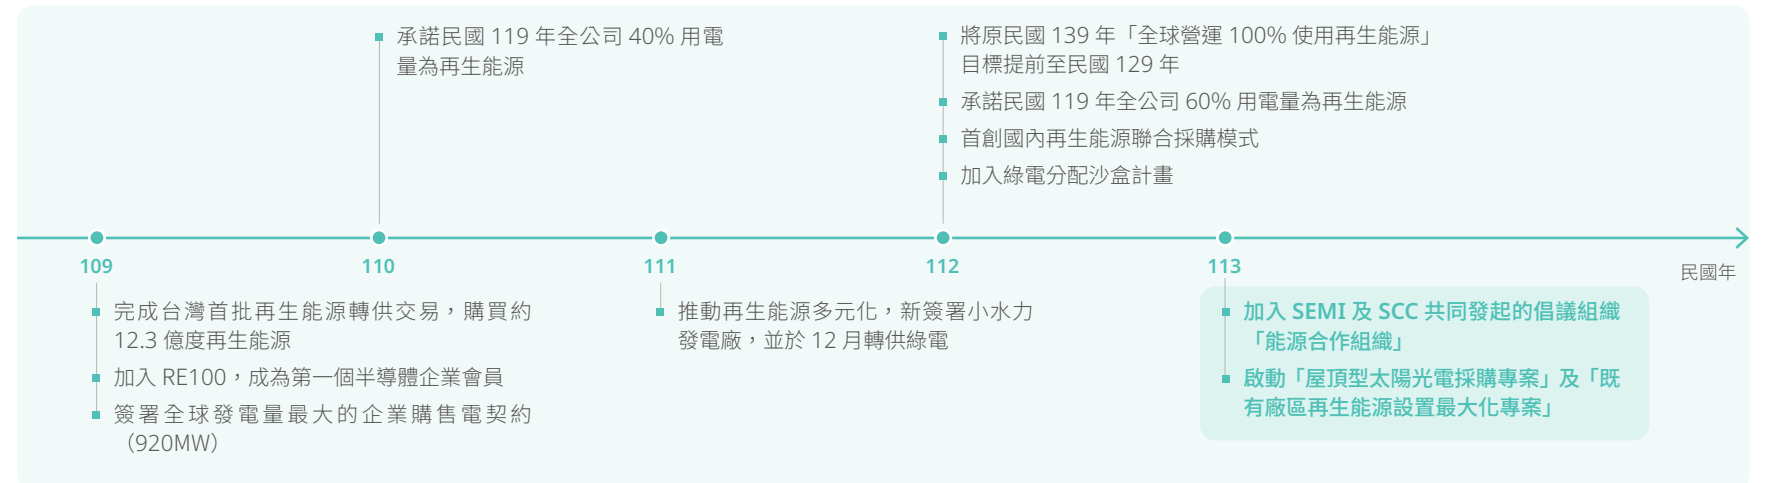 承諾民國 119 年全公司 40% 用電
量為再生能源
將原民國 139 年「全球營運 100% 使用再生能源」
目標提前至民國 129 年
承諾民國 119 年全公司 60% 用電量為再生能源
首創國內再生能源聯合採購模式
加入綠電分配沙盒計畫
109
110
111
112
113
民國年
完成台灣首批再生能源轉供交易，購買約
12.3 億度再生能源
加入 RE100，成為第一個半導體企業會員
簽署全球發電量最大的企業購售電契約
（920MW）
推動再生能源多元化，新簽署小水力
發電廠，並於 12 月轉供綠電
加入 SEMI 及 SCC 共同發起的倡議組織
「能源合作組織」
啟動「屋頂型太陽光電採購專案」及「既
有廠區再生能源設置最大化專案」